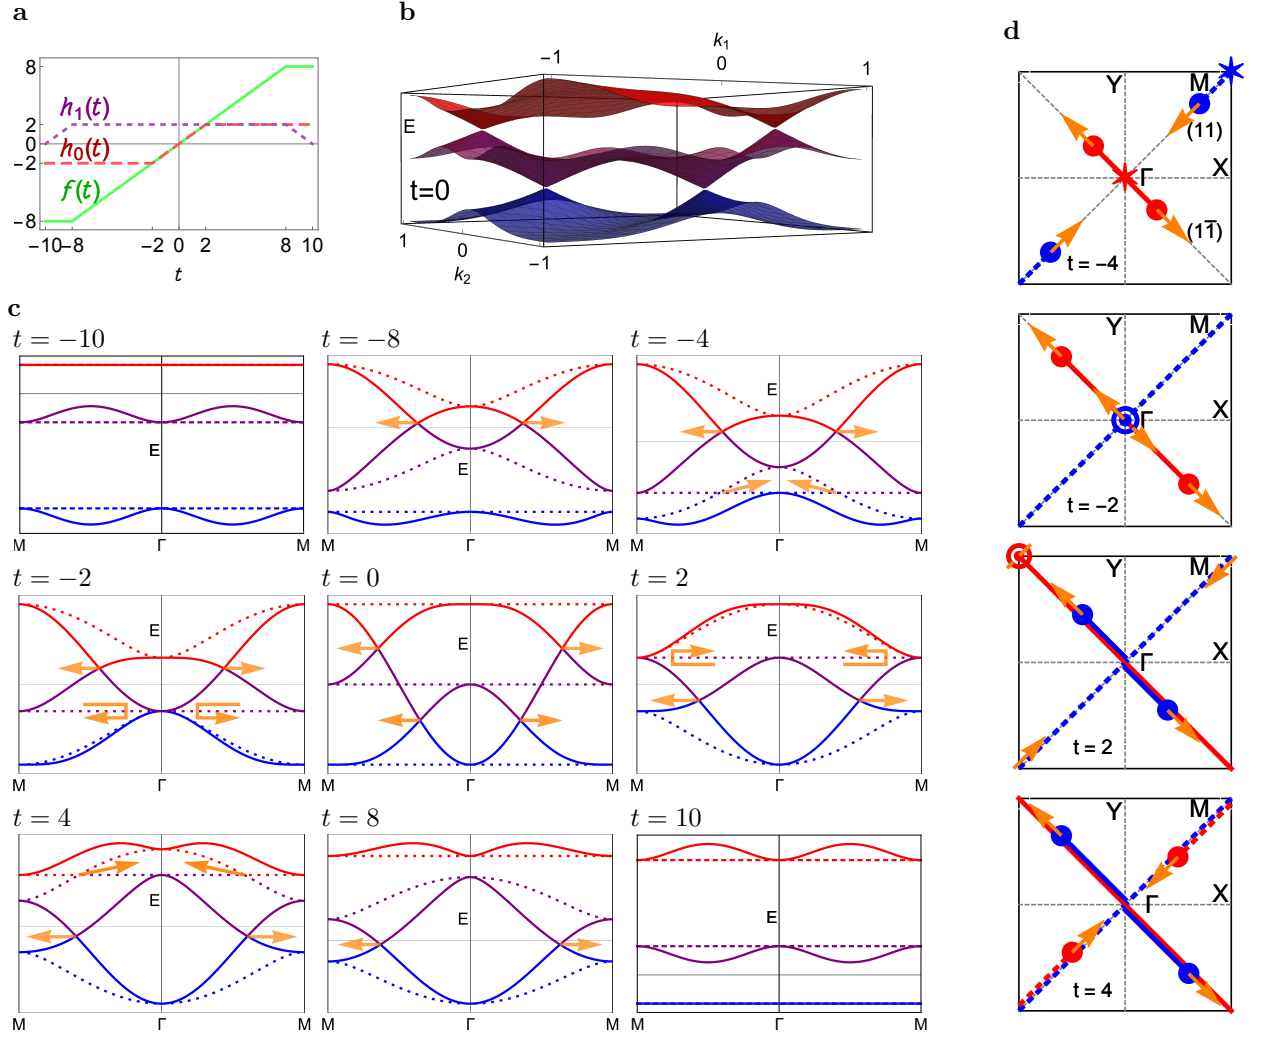 a
8
2
0
−2
−8
h₁(t)
h₀(t)
f(t)
−10 −8 −2 0 2 8 10
t
b
k₁
−1
0
1
E
t=0
1
0
−1
k₂
c
t = −10
E
M Γ M
t = −8
E
M Γ M
t = −4
E
M Γ M
t = −2
E
M Γ M
t = 0
E
M Γ M
t = 2
E
M Γ M
t = 4
E
M Γ M
t = 8
E
M Γ M
t = 10
E
M Γ M
d
Y M
(11)
X
Γ
(11̅)
t = −4
Y M
X
Γ
t = −2
Y M
X
Γ
t = 2
Y M
X
Γ
t = 4